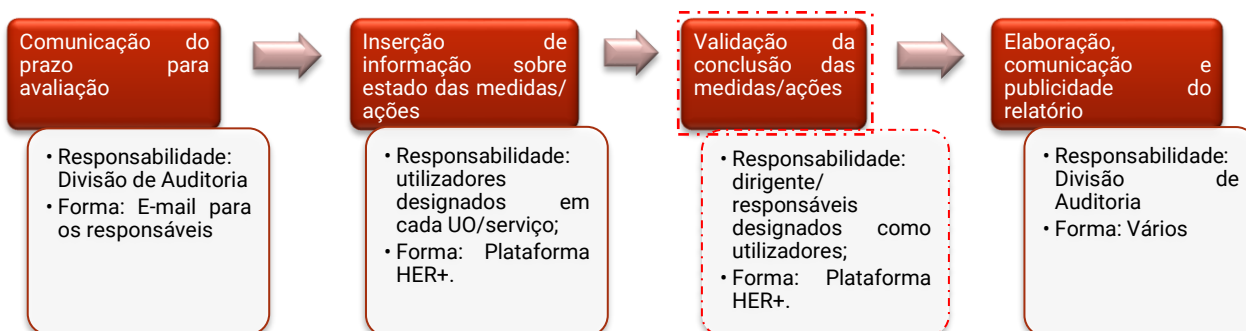 Comunicação do
prazo para
avaliação
• Responsabilidade:
Divisão de Auditoria
• Forma: E-mail para
os responsáveis
Inserção de
informação sobre
estado das medidas/
ações
• Responsabilidade:
utilizadores
designados em
cada UO/serviço;
• Forma: Plataforma
HER+.
Validação da
conclusão das
medidas/ações
• Responsabilidade:
dirigente/
responsáveis
designados como
utilizadores;
• Forma: Plataforma
HER+.
Elaboração,
comunicação e
publicidade do
relatório
• Responsabilidade:
Divisão de
Auditoria
• Forma: Vários